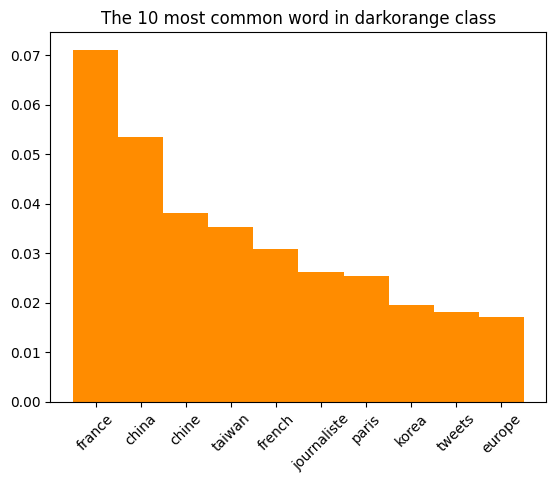 The 10 most common word in darkorange class
0.07
0.06
0.05
0.04
0.03
0.02
0.01
0.00
france
china
chine
taiwan
french
journaliste
paris
korea
tweets
europe